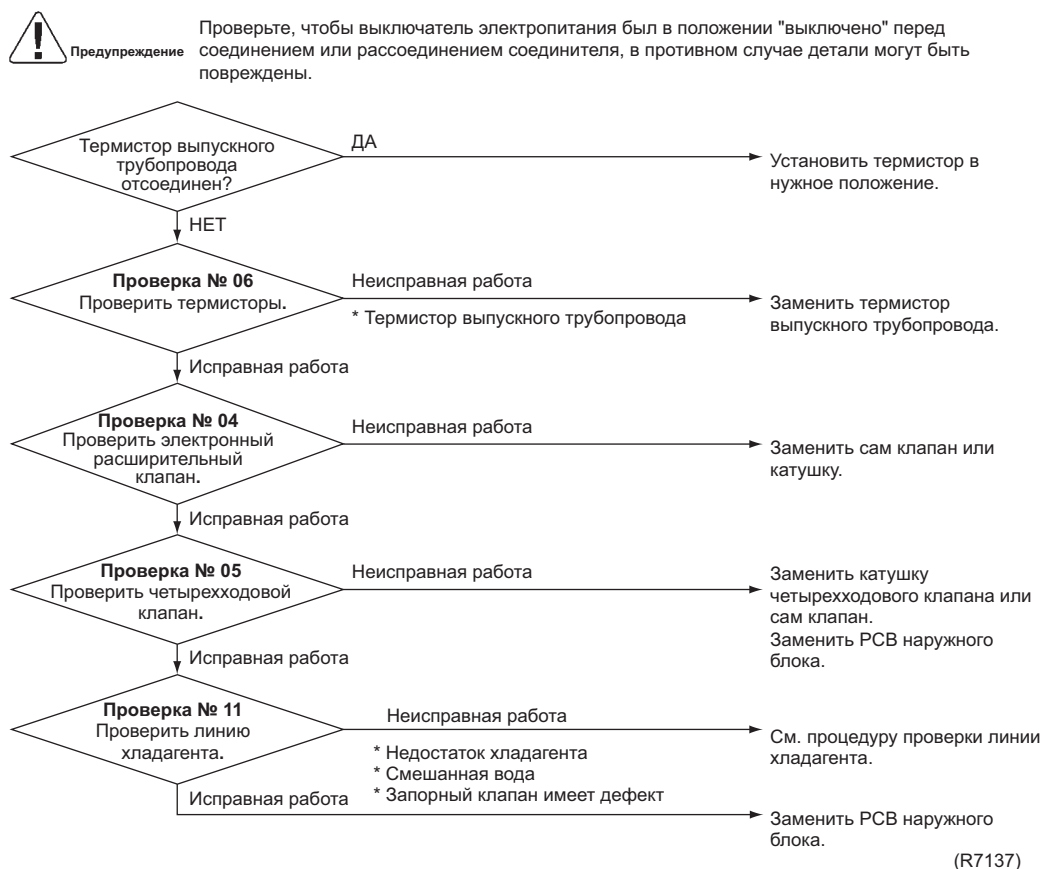 Предупреждение
Проверьте, чтобы выключатель электропитания был в положении "выключено" перед
соединением или рассоединением соединителя, в противном случае детали могут быть
повреждены.
Термистор выпускного
трубопровода
отсоединен?
ДА
Установить термистор в
нужное положение.
НЕТ
Проверка № 06
Проверить термисторы.
Неисправная работа
* Термистор выпускного трубопровода
Заменить термистор
выпускного трубопровода.
Исправная работа
Проверка № 04
Проверить электронный
расширительный
клапан.
Неисправная работа
Заменить сам клапан или
катушку.
Исправная работа
Проверка № 05
Проверить четырехходовой
клапан.
Неисправная работа
Заменить катушку
четырехходового клапана или
сам клапан.
Заменить PCB наружного
блока.
Исправная работа
Проверка № 11
Проверить линию
хладагента.
Неисправная работа
* Недостаток хладагента
* Смешанная вода
* Запорный клапан имеет дефект
См. процедуру проверки линии
хладагента.
Исправная работа
Заменить PCB наружного
блока.
(R7137)